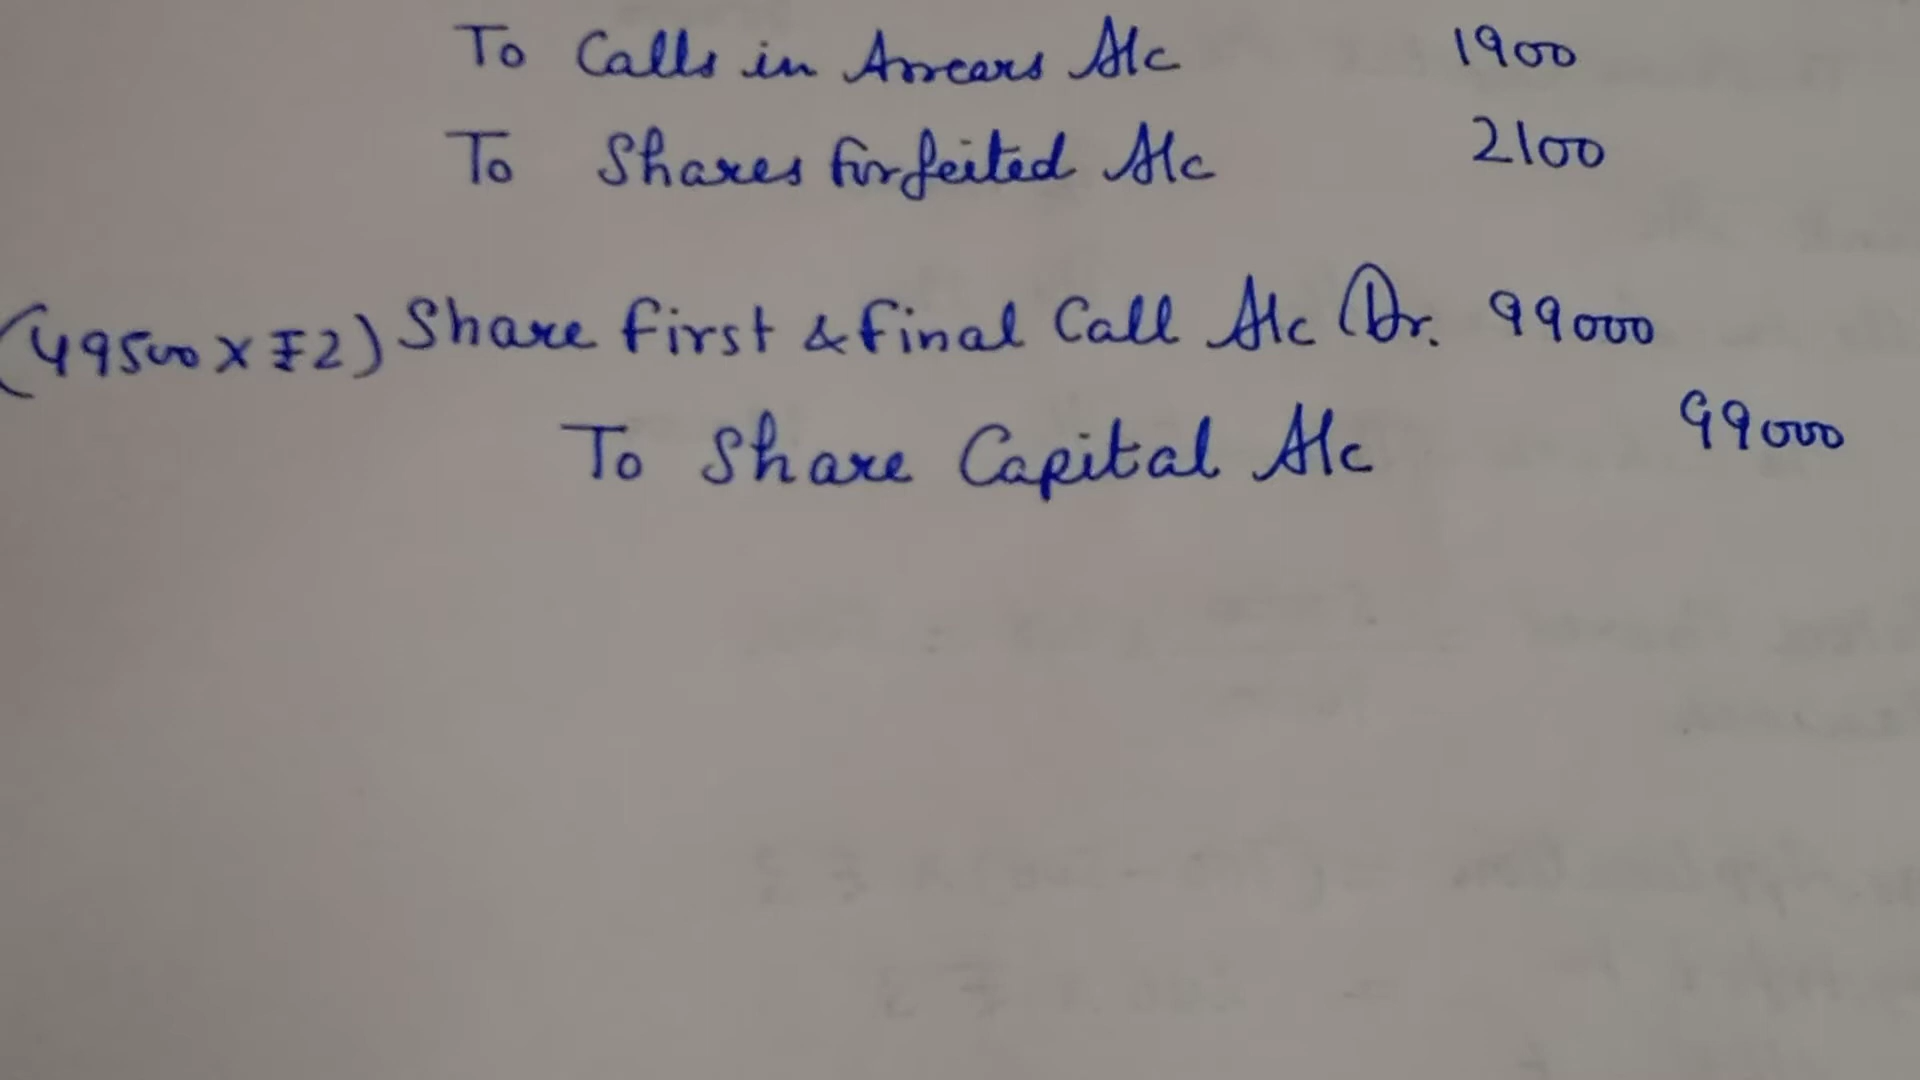 To Calls in Arrears A/c 1900
To Shares Forfeited A/c 2100
(49500 x ₹2) Share First & Final Call A/c Dr. 99000
To Share Capital A/c 99000